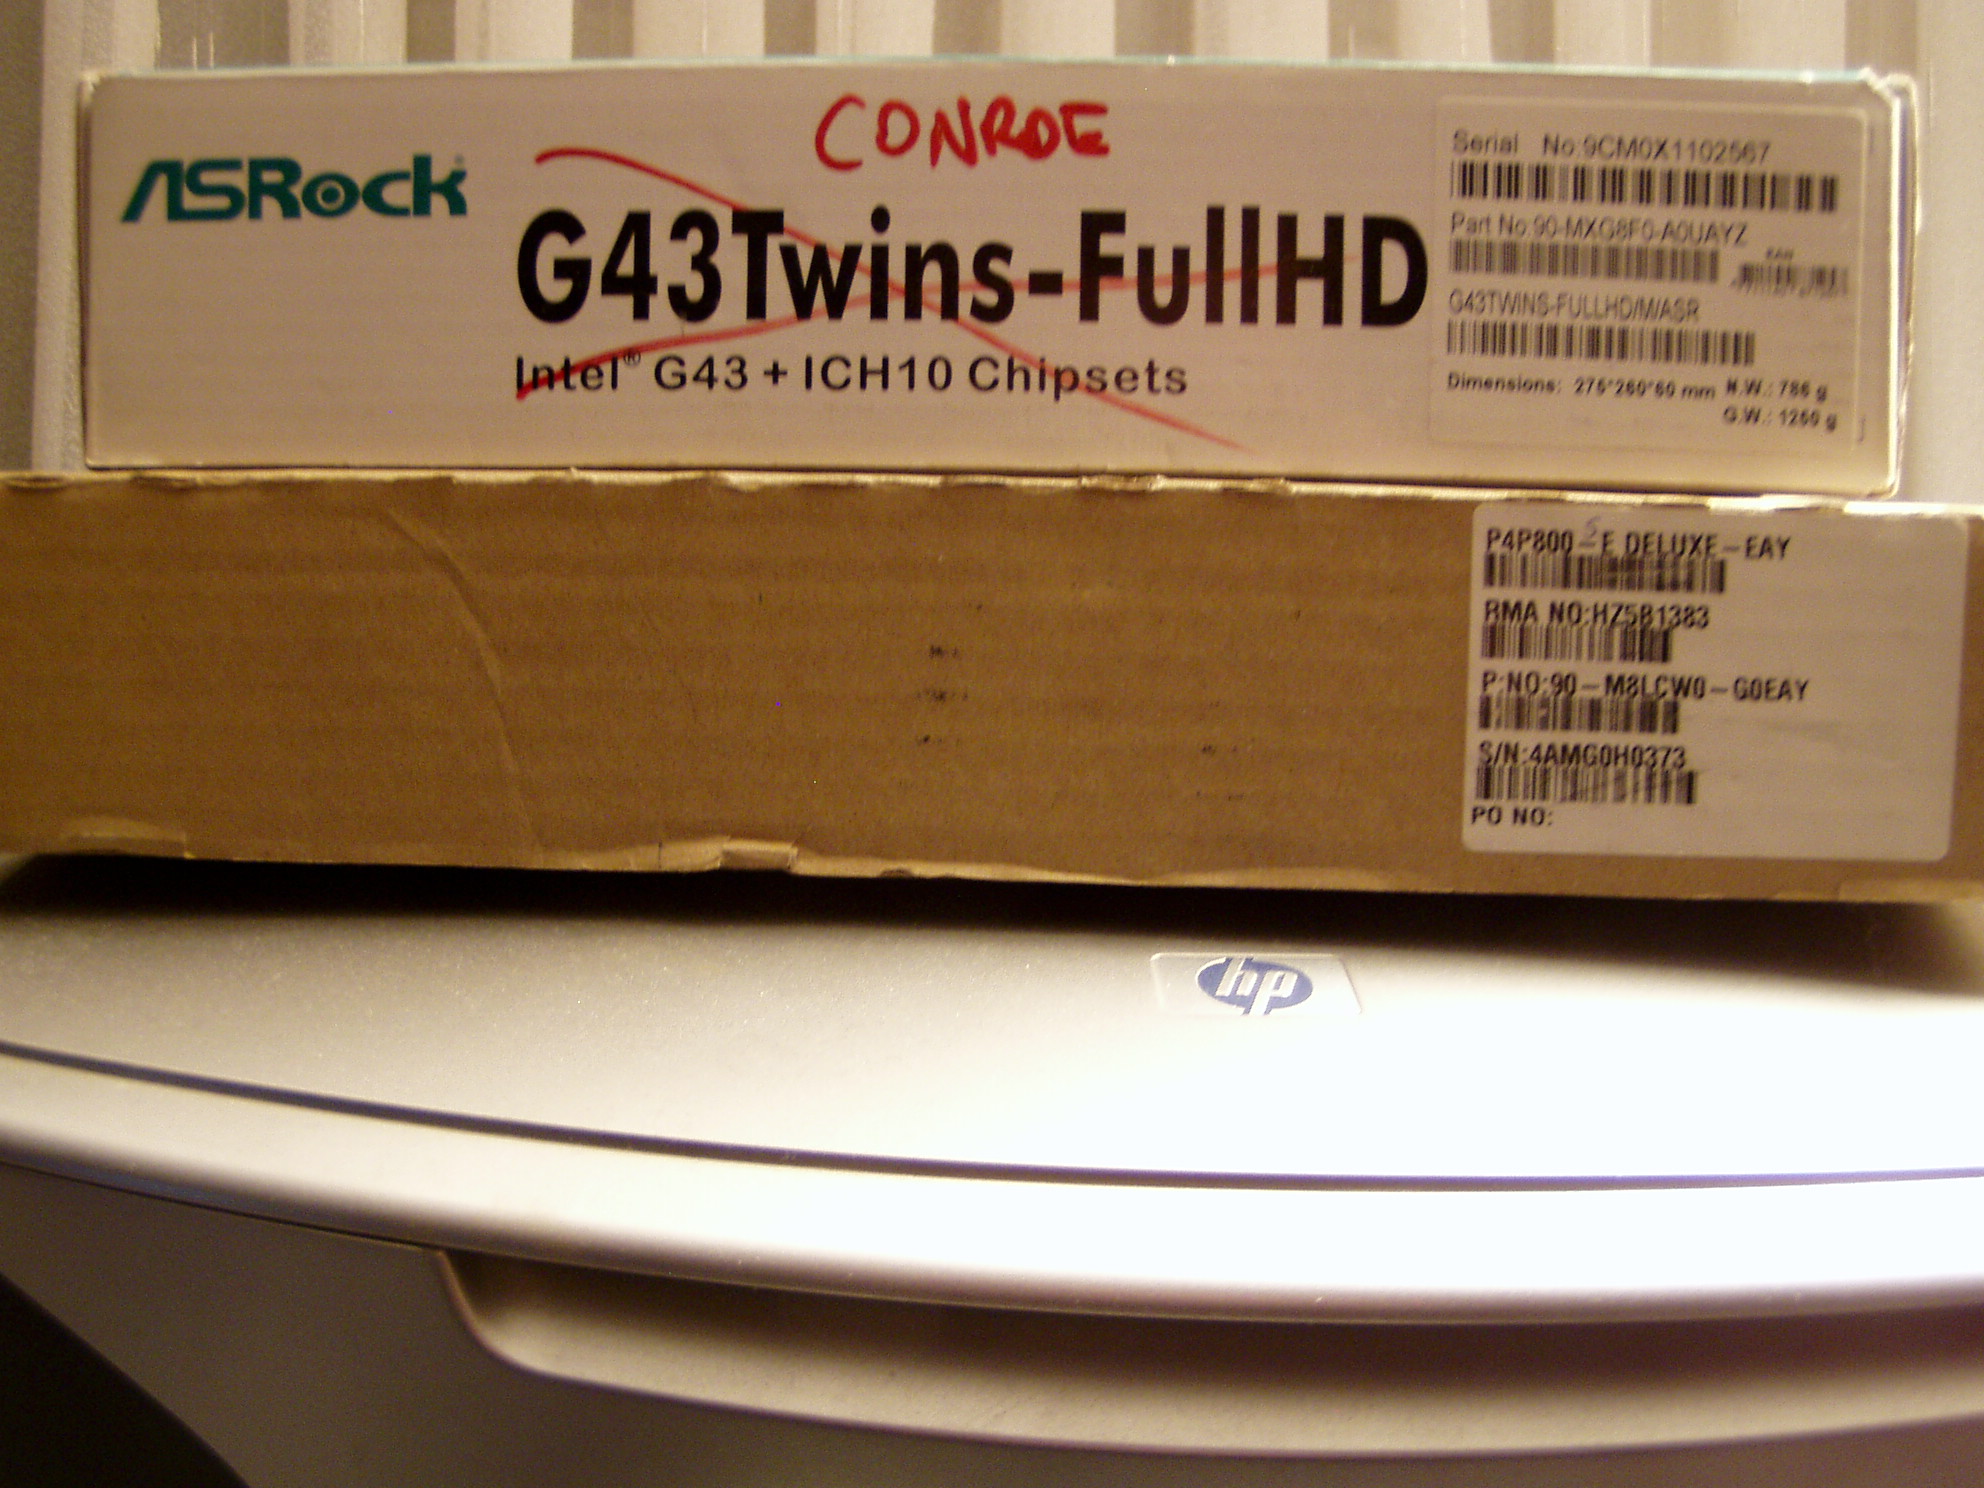 CONROE
ASRock
G43Twins-FullHD
Intel® G43 + ICH10 Chipsets
Serial No:9CM0X1102567
Part No:90-MXG8F0-A0UAYZ
EAN
G43TWINS-FULLHD/M/ASR
Dimensions: 275*260*60 mm N.W.: 786 g
G.W.: 1250 g
P4P800-E DELUXE-EAY
RMA NO:HZ5B1383
P:NO:90-M8LCW0-G0EAY
S/N:4AMG0H0373
PO NO:
hp